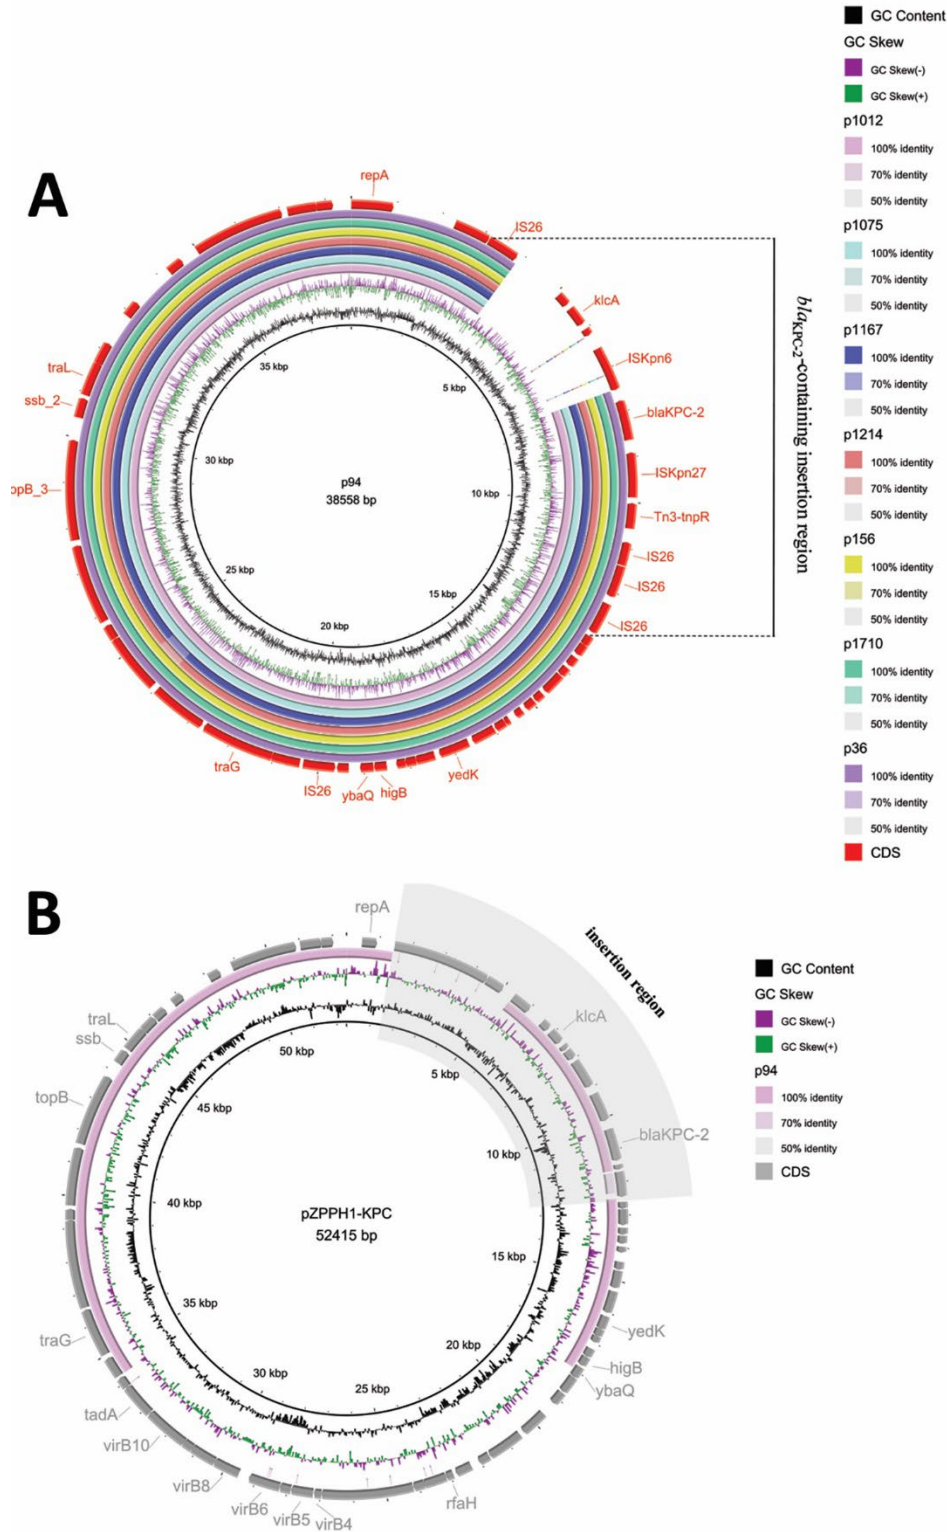 GC Content
GC Skew
GC Skew(-)
GC Skew(+)
p1012
100% identity
70% identity
50% identity
p1075
100% identity
70% identity
50% identity
p1167
100% identity
70% identity
50% identity
p1214
100% identity
70% identity
50% identity
p156
100% identity
70% identity
50% identity
p1710
100% identity
70% identity
50% identity
p36
100% identity
70% identity
50% identity
CDS
A
repA
IS26
klcA
ISKpn6
blaKPC-2
ISKpn27
Tn3-tnpR
IS26
IS26
IS26
yedK
higB
ybaQ
IS26
traG
opB_3
ssb_2
traL
5 kbp
10 kbp
15 kbp
20 kbp
25 kbp
30 kbp
35 kbp
p94
38558 bp
blaKPC-2-containing insertion region
B
repA
insertion region
klcA
blaKPC-2
yedK
higB
ybaQ
rfaH
virB4
virB5
virB6
virB8
virB10
tadA
traG
topB
ssb
traL
5 kbp
10 kbp
15 kbp
20 kbp
25 kbp
30 kbp
35 kbp
40 kbp
45 kbp
50 kbp
pZPPH1-KPC
52415 bp
GC Content
GC Skew
GC Skew(-)
GC Skew(+)
p94
100% identity
70% identity
50% identity
CDS